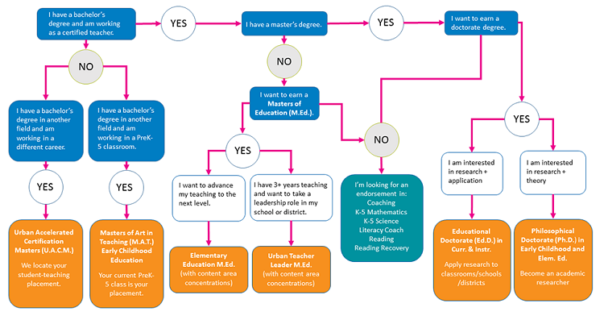 I have a bachelor's
degree and am working
as a certified teacher.
YES
I have a master's degree.
YES
I want to earn a
doctorate degree.
NO
NO
I want to earn a
Masters of
Education (M.Ed.).
I have a bachelor's
degree in another
field and am
working in a
different career.
I have a bachelor's
degree in another
field and am
working in a PreK-
5 classroom.
YES
NO
YES
YES
YES
I want to advance
my teaching to the
next level.
I have 3+ years teaching
and want to take a
leadership role in my
school or district.
I'm looking for an
endorsement in:
Coaching
K-5 Mathematics
K-5 Science
Literacy Coach
Reading
Reading Recovery
I am interested
in research +
application
I am interested
in research +
theory
Urban Accelerated
Certification
Masters (U.A.C.M.)
We locate your
student-teaching
placement.
Masters of Art in
Teaching (M.A.T.)
Early Childhood
Education
Your current PreK-
5 class is your
placement.
Elementary
Education M.Ed.
(with content area
concentrations)
Urban Teacher
Leader M.Ed.
(with content area
concentrations)
Educational
Doctorate (Ed.D.) in
Curr. & Instr.
Apply research to
classrooms/schools
/districts
Philosophical
Doctorate (Ph.D.) in
Early Childhood and
Elem. Ed.
Become an academic
researcher